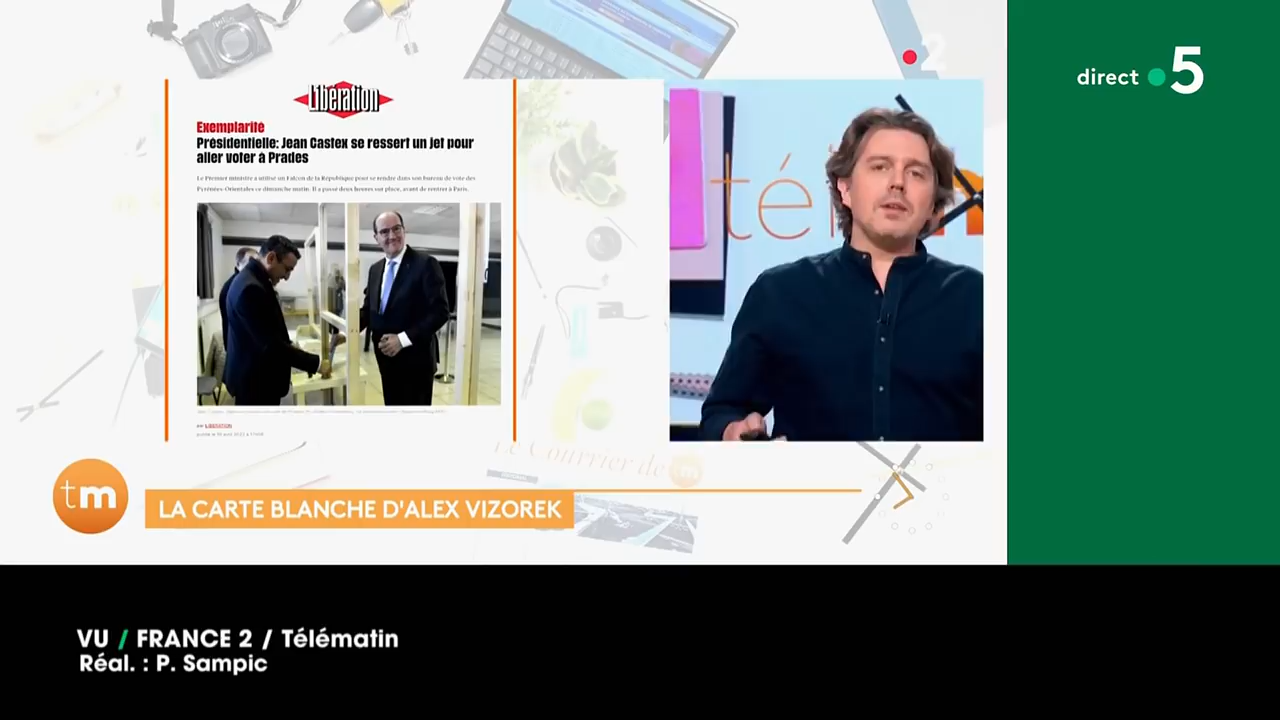 2
direct 5
Libération
Exemplarité
Présidentielle: Jean Castex se ressert un jet pour
aller voter à Prades
Le Premier ministre a utilisé un Falcon de la République pour se rendre dans son bureau de vote des
Pyrénées-Orientales ce dimanche matin. Il a passé deux heures sur place, avant de rentrer à Paris.
par LIBERATION
télé
Le Courrier de
tm
LA CARTE BLANCHE D'ALEX VIZOREK
VU / FRANCE 2 / Télématin
Réal. : P. Sampic